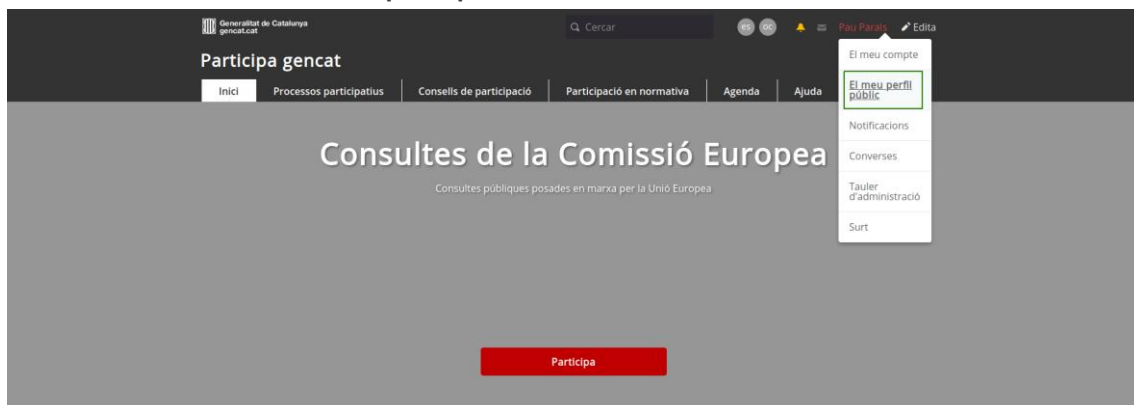 Generalitat de Catalunya
gencat.cat
Cercar
es oc
Pau Parats
Edita
Participa gencat
Inici
Processos participatius
Consells de participació
Participació en normativa
Agenda
Ajuda
El meu compte
El meu perfil
públic
Notificacions
Converses
Tauler
d'administració
Surt
Consultes de la Comissió Europea
Consultes públiques posades en marxa per la Unió Europea
Participa